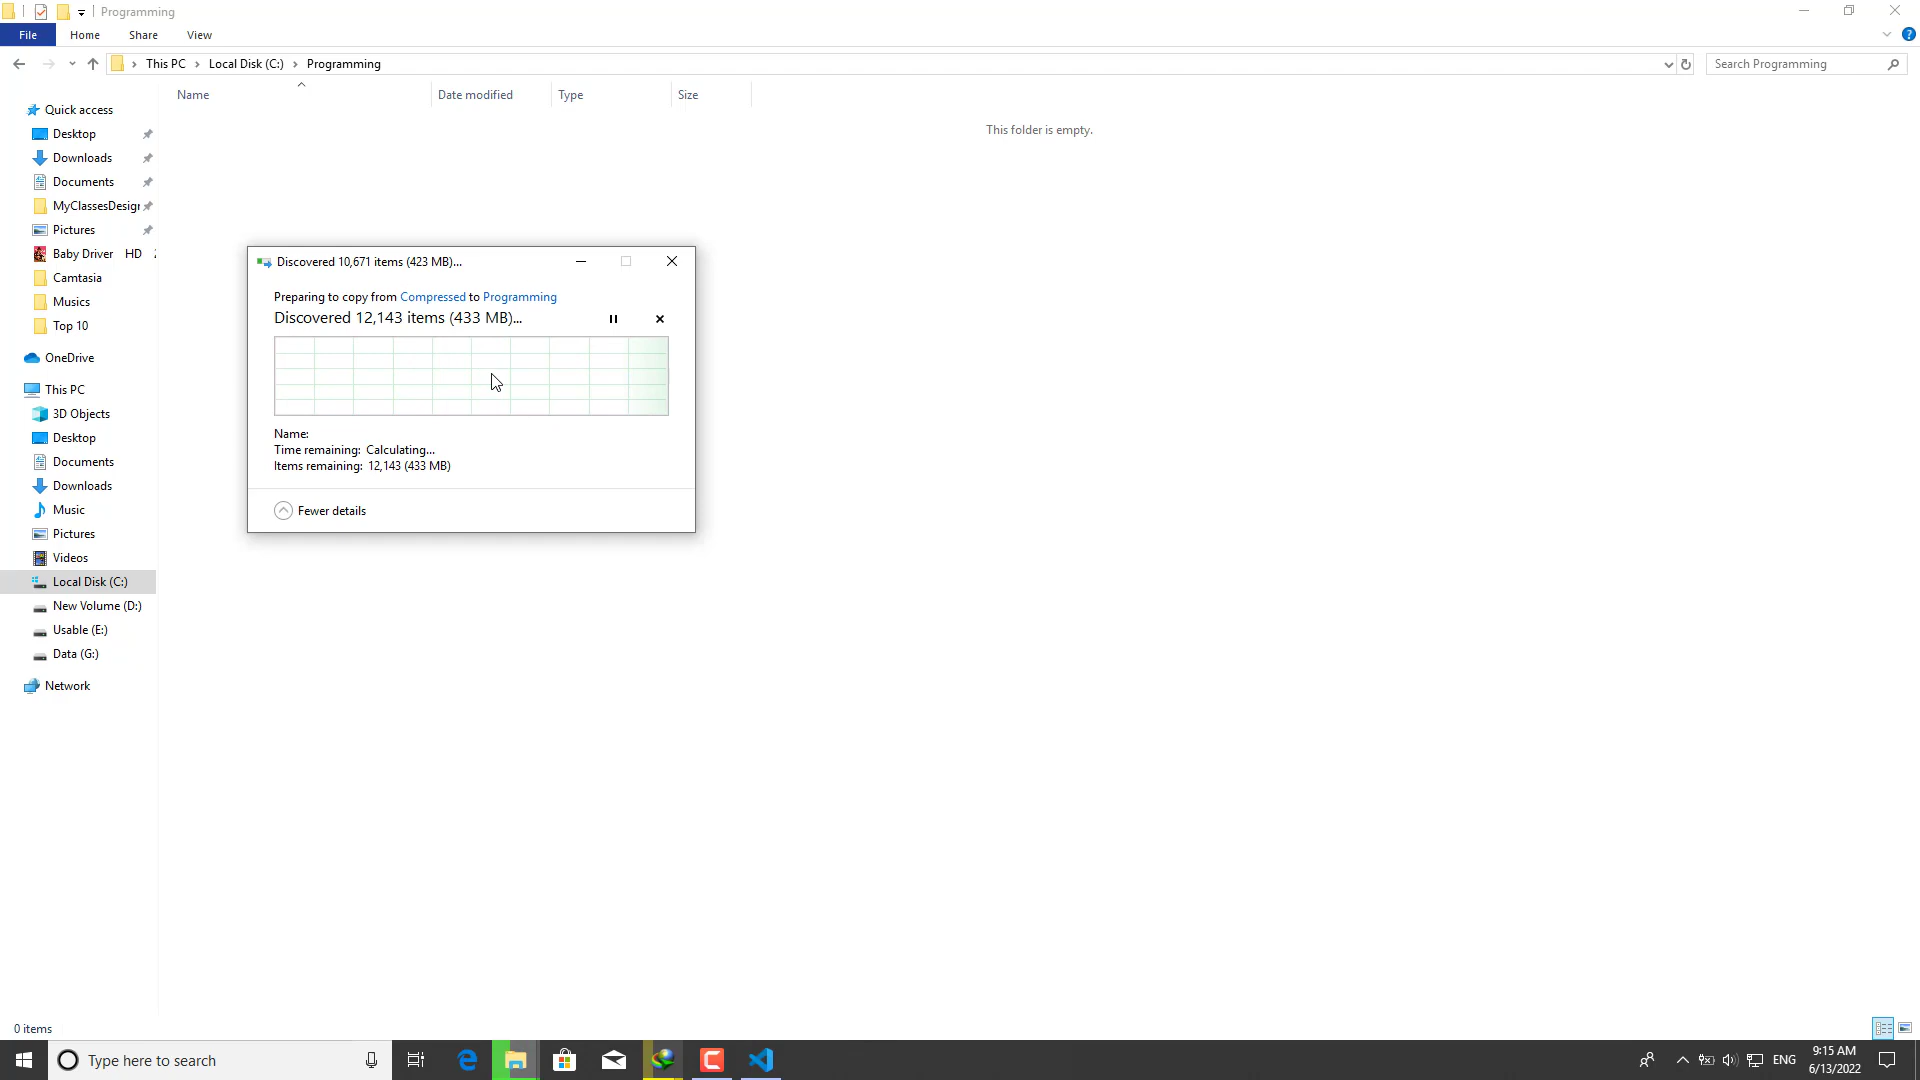 Programming
File Home Share View
This PC Local Disk (C:) Programming
Search Programming
Name Date modified Type Size
This folder is empty.
Quick access
Desktop
Downloads
Documents
MyClassesDesign
Pictures
Baby Driver HD 2
Camtasia
Musics
Top 10
OneDrive
This PC
3D Objects
Desktop
Documents
Downloads
Music
Pictures
Videos
Local Disk (C:)
New Volume (D:)
Usable (E:)
Data (G:)
Network
Discovered 10,671 items (423 MB)...
Preparing to copy from Compressed to Programming
Discovered 12,143 items (433 MB)...
Name:
Time remaining: Calculating...
Items remaining: 12,143 (433 MB)
Fewer details
0 items
Type here to search
ENG
9:15 AM
6/13/2022